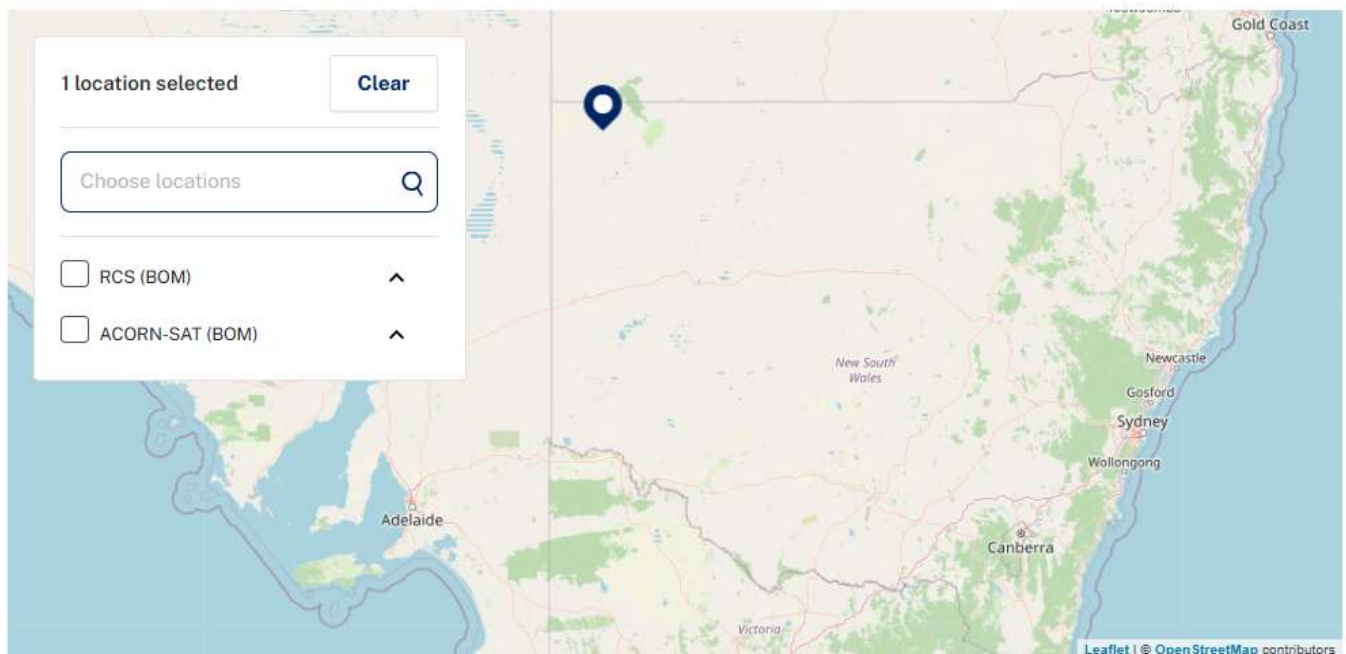 Gold Coast
1 location selected
Clear
Choose locations
RCS (BOM)
ACORN-SAT (BOM)
New South
Wales
Newcastle
Gosford
Sydney
Wollongong
Adelaide
Canberra
Victoria
Leaflet | © OpenStreetMap contributors